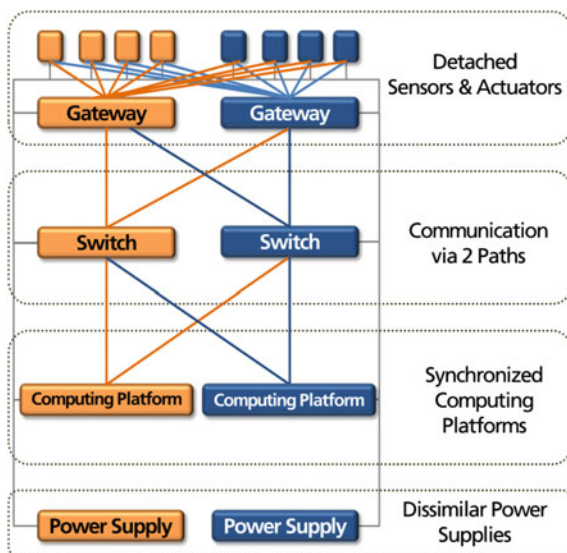 Detached
Sensors & Actuators
Gateway
Gateway
Switch
Switch
Communication
via 2 Paths
Computing Platform
Computing Platform
Synchronized
Computing
Platforms
Power Supply
Power Supply
Dissimilar Power
Supplies